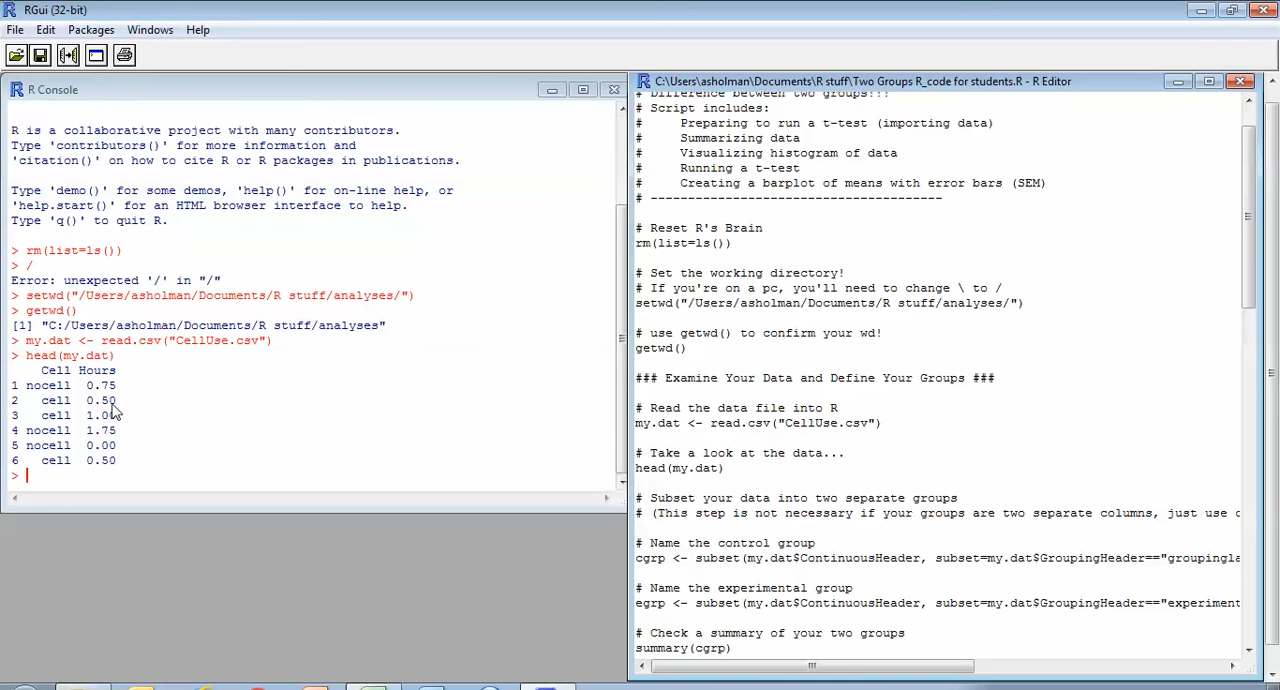 RGui (32-bit)
File Edit Packages Windows Help
R Console
R is a collaborative project with many contributors.
Type 'contributors()' for more information and
'citation()' on how to cite R or R packages in publications.
Type 'demo()' for some demos, 'help()' for on-line help, or
'help.start()' for an HTML browser interface to help.
Type 'q()' to quit R.
> rm(list=ls())
> /
Error: unexpected '/' in "/"
> setwd("/Users/asholman/Documents/R stuff/analyses/")
> getwd()
[1] "C:/Users/asholman/Documents/R stuff/analyses"
> my.dat <- read.csv("CellUse.csv")
> head(my.dat)
Cell Hours
1 nocell 0.75
2 cell 0.50
3 cell 1.00
4 nocell 1.75
5 nocell 0.00
6 cell 0.50
>
C:\Users\asholman\Documents\R stuff\Two Groups R_code for students.R - R Editor
# Difference between two groups!!!
# Script includes:
# Preparing to run a t-test (importing data)
# Summarizing data
# Visualizing histogram of data
# Running a t-test
# Creating a barplot of means with error bars (SEM)
# ---------------------------------------
# Reset R's Brain
rm(list=ls())
# Set the working directory!
# If you're on a pc, you'll need to change \ to /
setwd("/Users/asholman/Documents/R stuff/analyses/")
# use getwd() to confirm your wd!
getwd()
### Examine Your Data and Define Your Groups ###
# Read the data file into R
my.dat <- read.csv("CellUse.csv")
# Take a look at the data...
head(my.dat)
# Subset your data into two separate groups
# (This step is not necessary if your groups are two separate columns, just use
# Name the control group
cgrp <- subset(my.dat$ContinuousHeader, subset=my.dat$GroupingHeader=="groupingla
# Name the experimental group
egrp <- subset(my.dat$ContinuousHeader, subset=my.dat$GroupingHeader=="experiment
# Check a summary of your two groups
summary(cgrp)